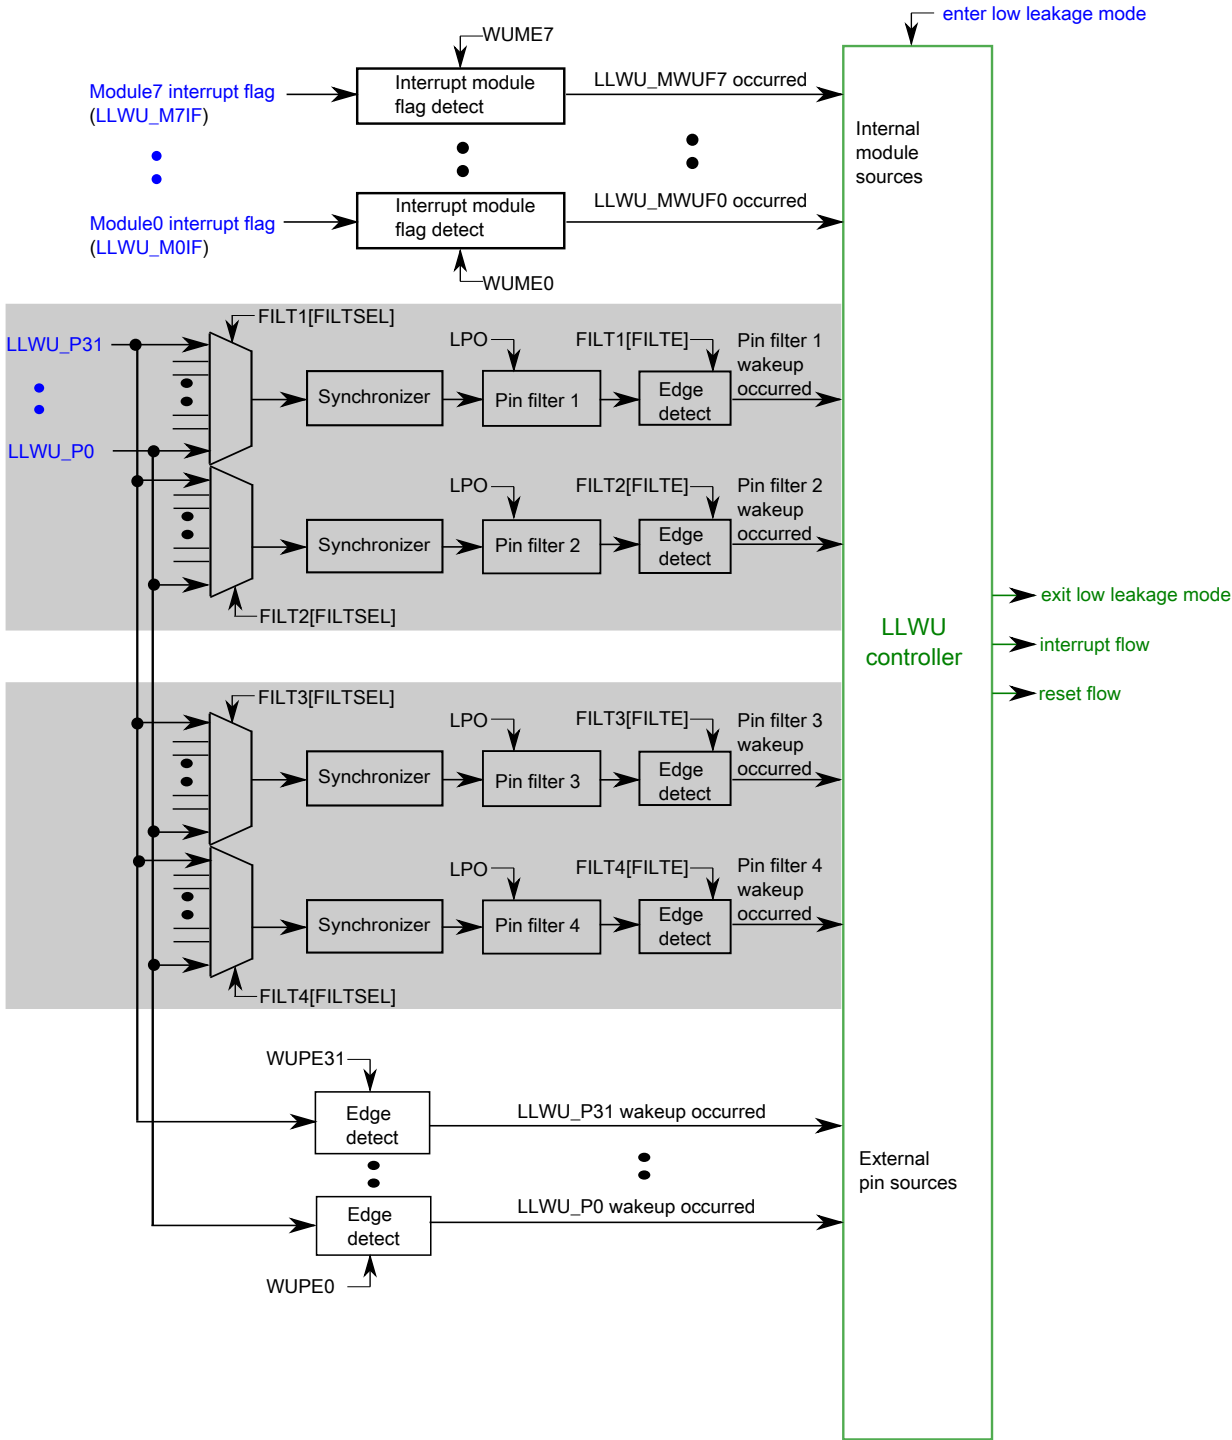 enter low leakage mode
WUME7
Module7 interrupt flag
(LLWU_M7IF)
Interrupt module
flag detect
LLWU_MWUF7 occurred
Internal
module
sources
Module0 interrupt flag
(LLWU_M0IF)
Interrupt module
flag detect
LLWU_MWUF0 occurred
WUME0
FILT1[FILTSEL]
LLWU_P31
LLWU_P0
Synchronizer
LPO
Pin filter 1
FILT1[FILTE]
Edge
detect
Pin filter 1
wakeup
occurred
Synchronizer
LPO
Pin filter 2
FILT2[FILTE]
Edge
detect
Pin filter 2
wakeup
occurred
FILT2[FILTSEL]
LLWU
controller
exit low leakage mode
interrupt flow
reset flow
FILT3[FILTSEL]
Synchronizer
LPO
Pin filter 3
FILT3[FILTE]
Edge
detect
Pin filter 3
wakeup
occurred
Synchronizer
LPO
Pin filter 4
FILT4[FILTE]
Edge
detect
Pin filter 4
wakeup
occurred
FILT4[FILTSEL]
WUPE31
Edge
detect
LLWU_P31 wakeup occurred
External
pin sources
Edge
detect
LLWU_P0 wakeup occurred
WUPE0